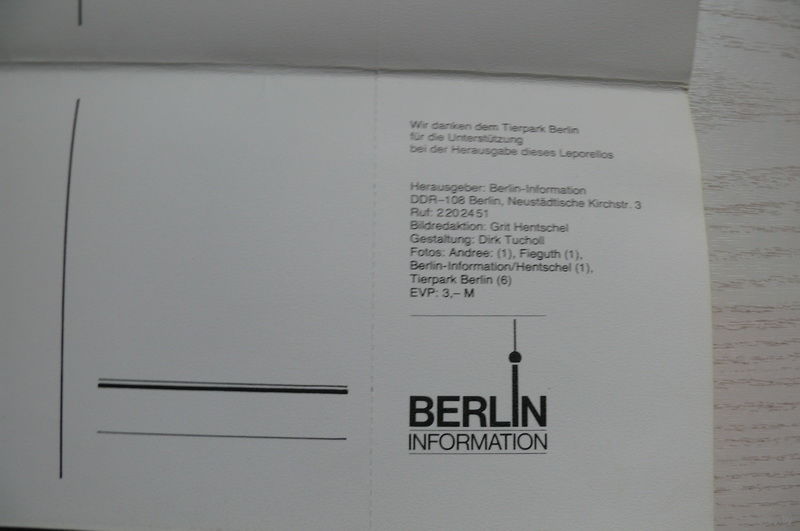 Wir danken dem Tierpark Berlin
für die Unterstützung
bei der Herausgabe dieses Leporellos
Herausgeber: Berlin-Information
DDR–108 Berlin, Neustädtische Kirchstr. 3
Ruf: 2202451
Bildredaktion: Grit Hentschel
Gestaltung: Dirk Tucholl
Fotos: Andree: (1), Fieguth (1),
Berlin-Information/Hentschel (1),
Tierpark Berlin (6)
EVP: 3,– M
BERLIN
INFORMATION